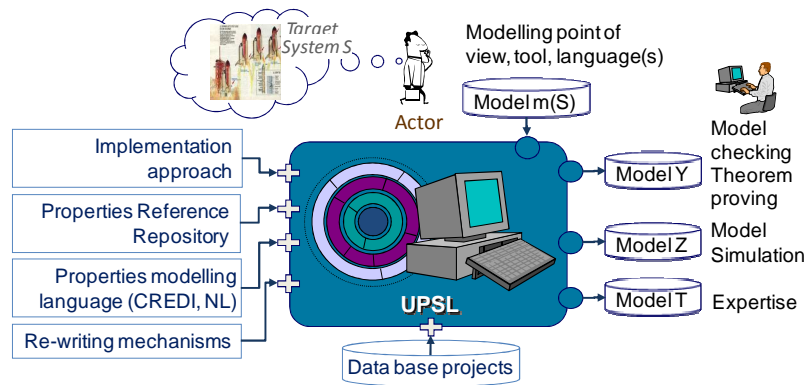 Target
System S
Modelling point of
view, tool, language(s)
Model m(S)
Actor
Implementation
approach
Properties Reference
Repository
Properties modelling
language (CREDI, NL)
Re-writing mechanisms
UPSL
Data base projects
Model Y
Model
checking
Theorem
proving
Model Z
Model
Simulation
Model T
Expertise